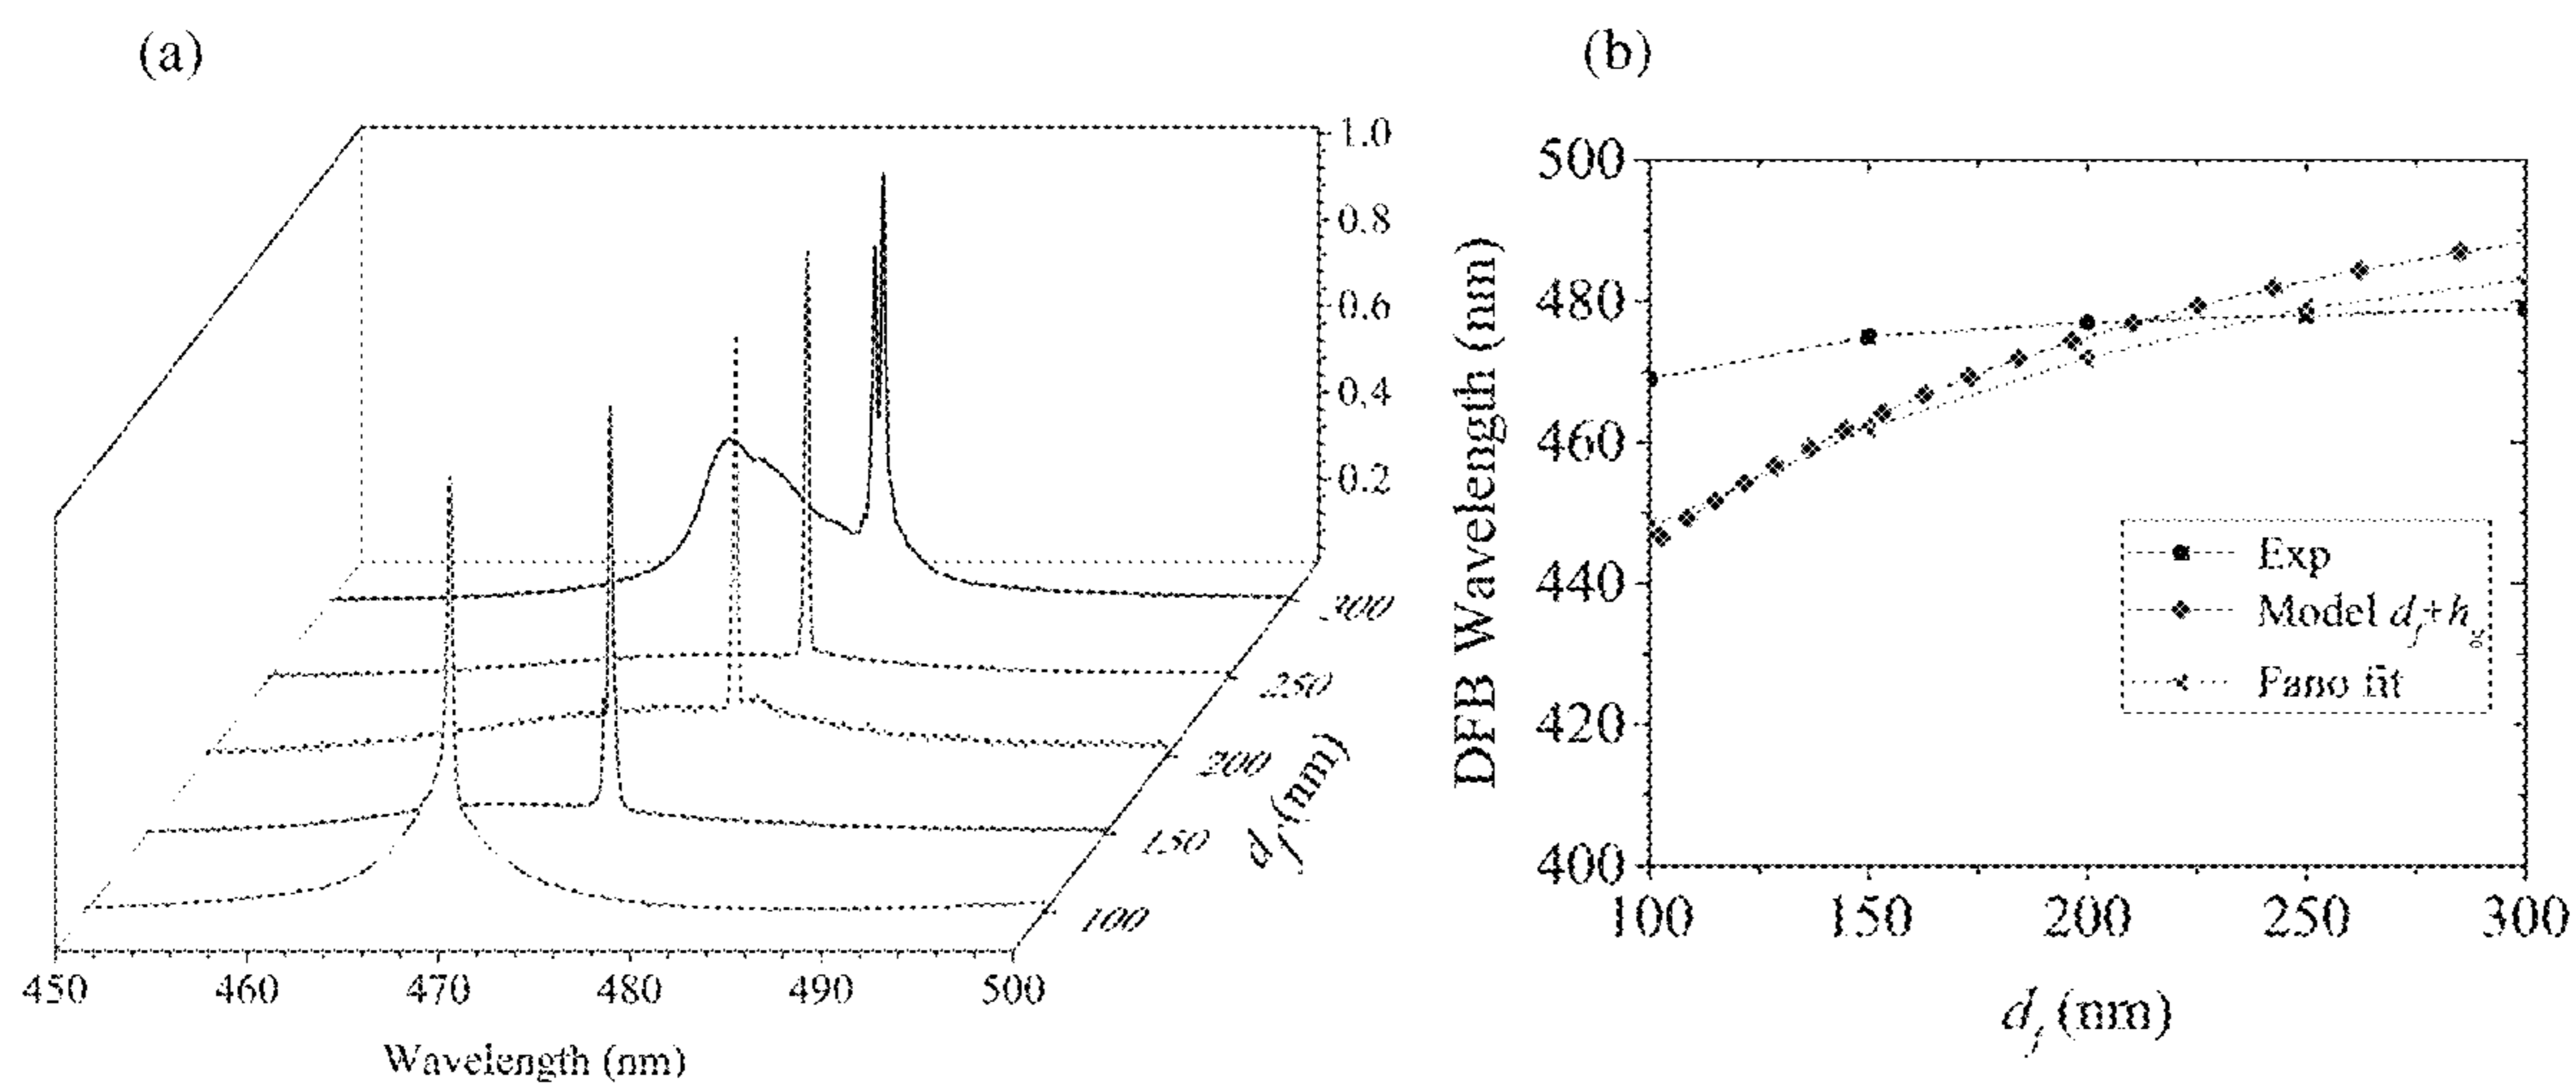 (a)
1.0
0.8
0.6
0.4
0.2
300
250
200
150
100
d_f (nm)
450 460 470 480 490 500
Wavelength (nm)
(b)
500
480
460
440
420
400
DFB Wavelength (nm)
Exp
Model d_f+h_g
Fano fit
100 150 200 250 300
d_f (nm)